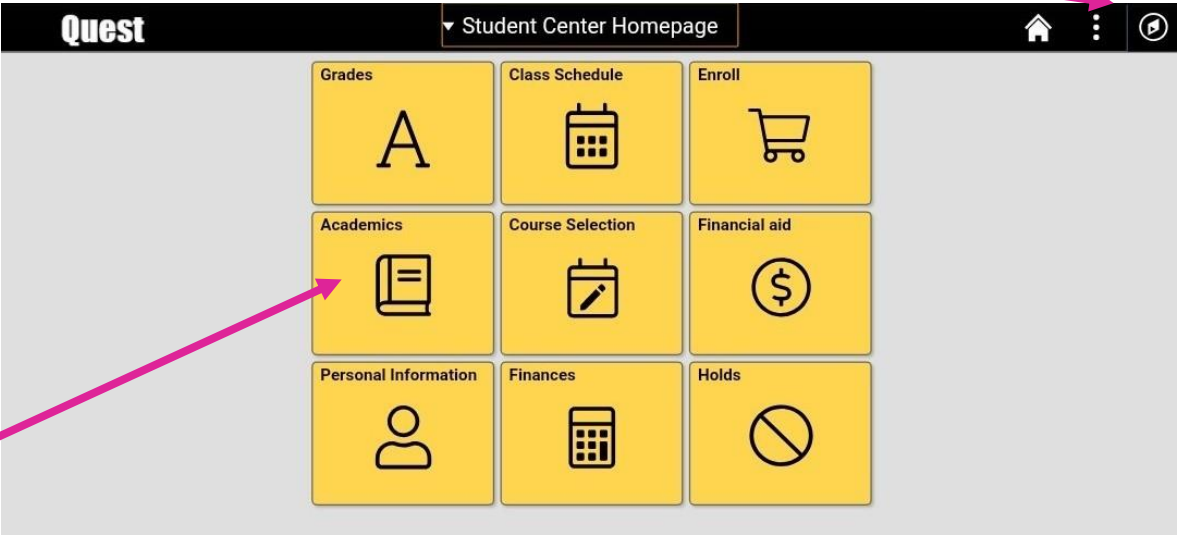 Quest
Student Center Homepage
Grades
Class Schedule
Enroll
Academics
Course Selection
Financial aid
Personal Information
Finances
Holds